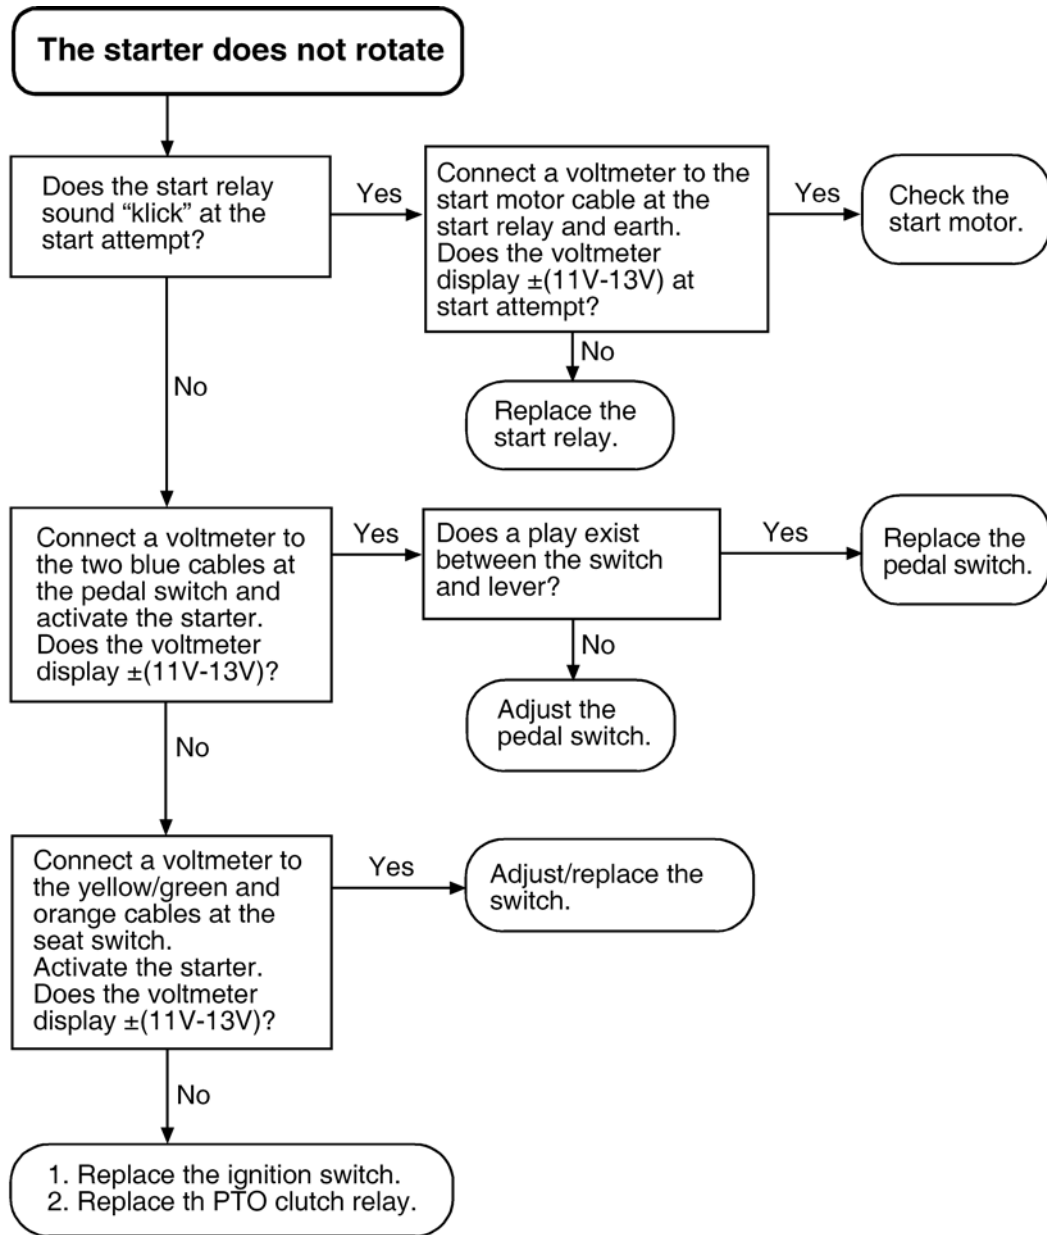 The starter does not rotate
Does the start relay
sound “klick” at the
start attempt?
Yes
Connect a voltmeter to the
start motor cable at the
start relay and earth.
Does the voltmeter
display ±(11V-13V) at
start attempt?
Yes
Check the
start motor.
No
Replace the
start relay.
No
Connect a voltmeter to
the two blue cables at
the pedal switch and
activate the starter.
Does the voltmeter
display ±(11V-13V)?
Yes
Does a play exist
between the switch
and lever?
Yes
Replace the
pedal switch.
No
Adjust the
pedal switch.
No
Connect a voltmeter to
the yellow/green and
orange cables at the
seat switch.
Activate the starter.
Does the voltmeter
display ±(11V-13V)?
Yes
Adjust/replace the
switch.
No
1. Replace the ignition switch.
2. Replace th PTO clutch relay.